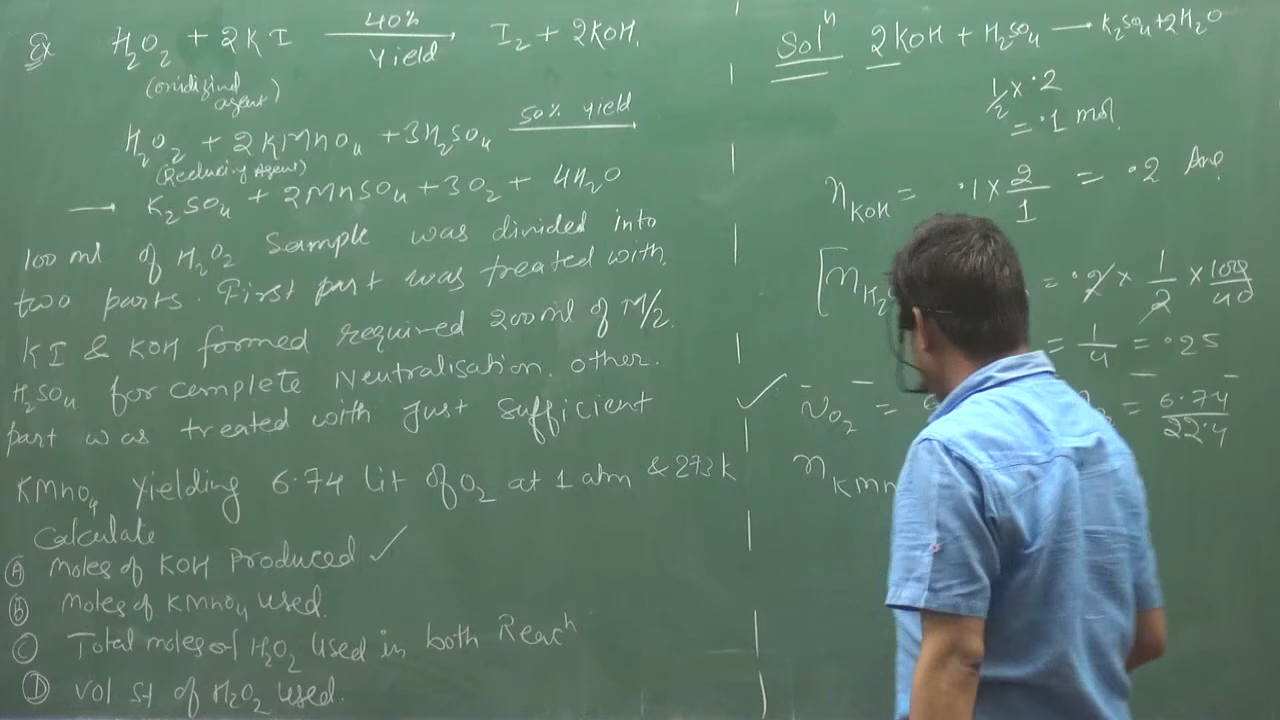 Ex H2O2 + 2KI 40% Yield I2 + 2KOH.
(oxidizind agent)
H2O2 + 2KMnO4 + 3H2SO4 50% yield
(Reducing Agent)
→ K2SO4 + 2MnSO4 + 3O2 + 4H2O
100 ml of H2O2 Sample was divided into
two parts. First part was treated with
KI & KOH formed required 200 ml of M/2
H2SO4 for complete Neutralisation. other
part was treated with Just Sufficient
KMnO4 yielding 6.74 Lit of O2 at 1 atm & 273k
Calculate
(A) Moles of KOH Produced ✓
(B) Moles of KMnO4 used.
(C) Total moles of H2O2 used in both Reacn
(D) Vol st of H2O2 used.
Soln 2KOH + H2SO4 → K2SO4 + 2H2O
1/2 × .2
= .1 mol.
nKOH = .1 × 2/1 = .2 Ans
= .2 × 1/2 × 100/40
= 1/4 = .25
✓ vO2 = = 6.74/22.4